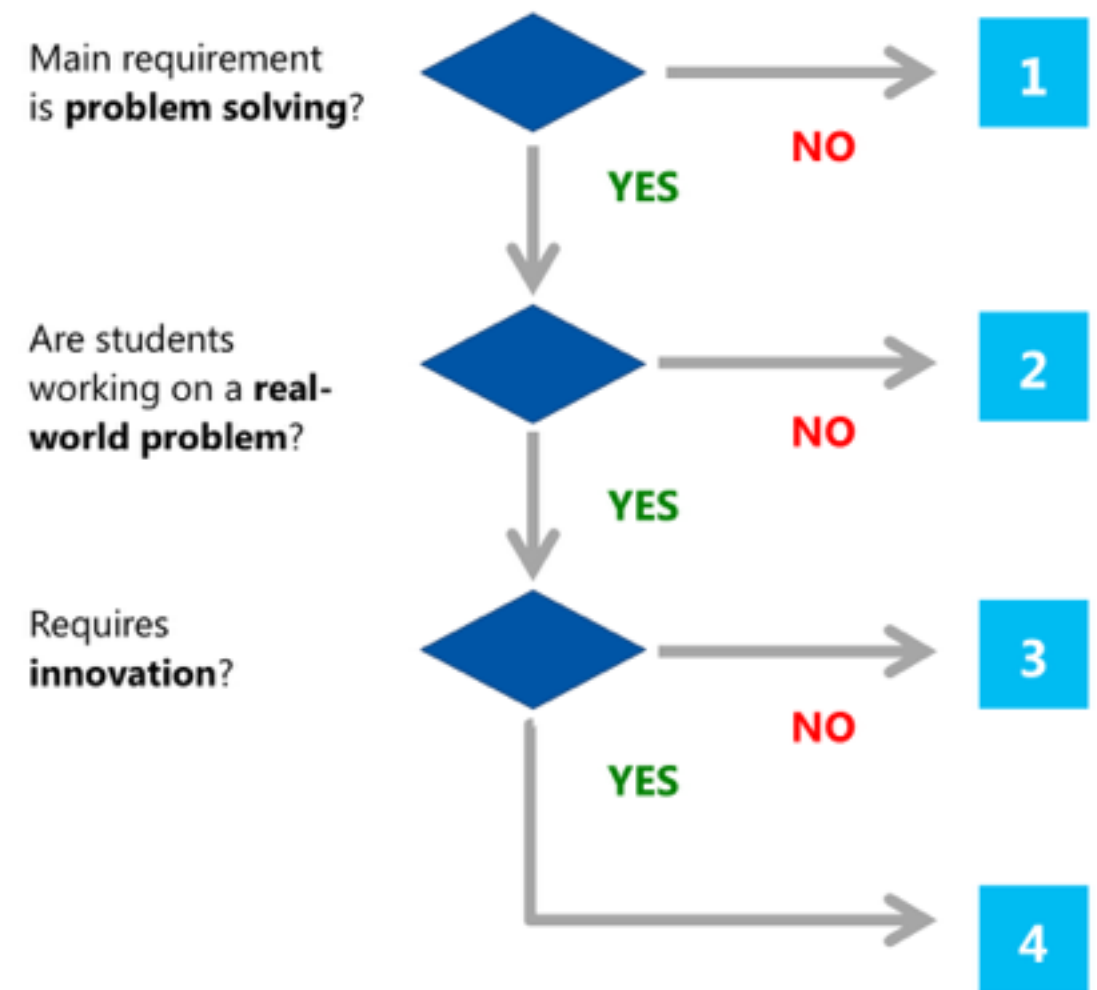 Main requirement
is problem solving?
1
NO
YES
Are students
working on a real-
world problem?
2
NO
YES
Requires
innovation?
3
NO
YES
4